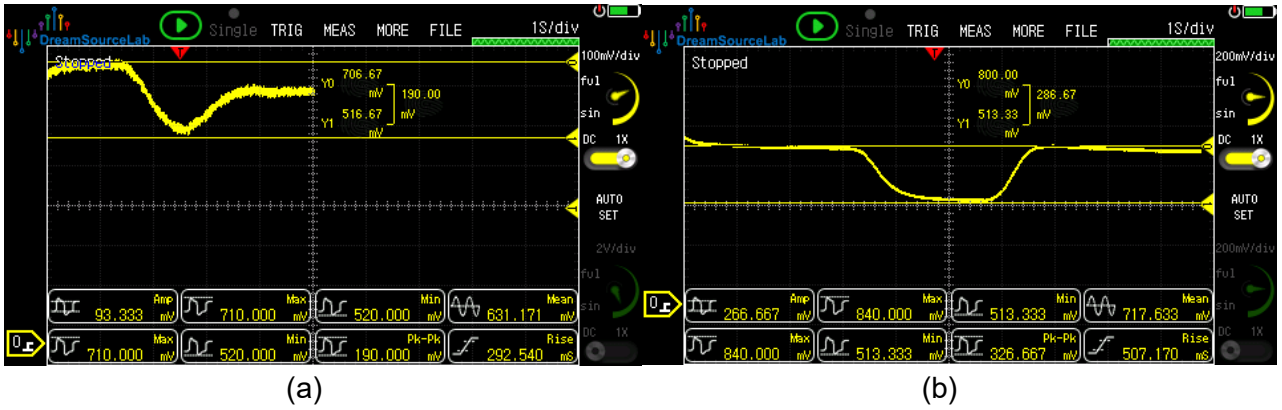 DreamSourceLab Single TRIG MEAS MORE FILE 1S/div
Stopped
100mV/div
ful
sin
DC 1X
AUTO
SET
2V/div
ful
sin
DC 1X
Y0 706.67 mV
190.00 mV
Y1 516.67 mV
T
Amp 93.333 mV
Max 710.000 mV
Min 520.000 mV
Mean 631.171 mV
0
Max 710.000 mV
Min 520.000 mV
Pk-Pk 190.000 mV
Rise 292.540 mS
(a)
DreamSourceLab Single TRIG MEAS MORE FILE 1S/div
Stopped
200mV/div
ful
sin
DC 1X
AUTO
SET
200mV/div
ful
sin
DC 1X
Y0 800.00 mV
286.67 mV
Y1 513.33 mV
T
0
Amp 266.667 mV
Max 840.000 mV
Min 513.333 mV
Mean 717.633 mV
Max 840.000 mV
Min 513.333 mV
Pk-Pk 326.667 mV
Rise 507.170 mS
(b)